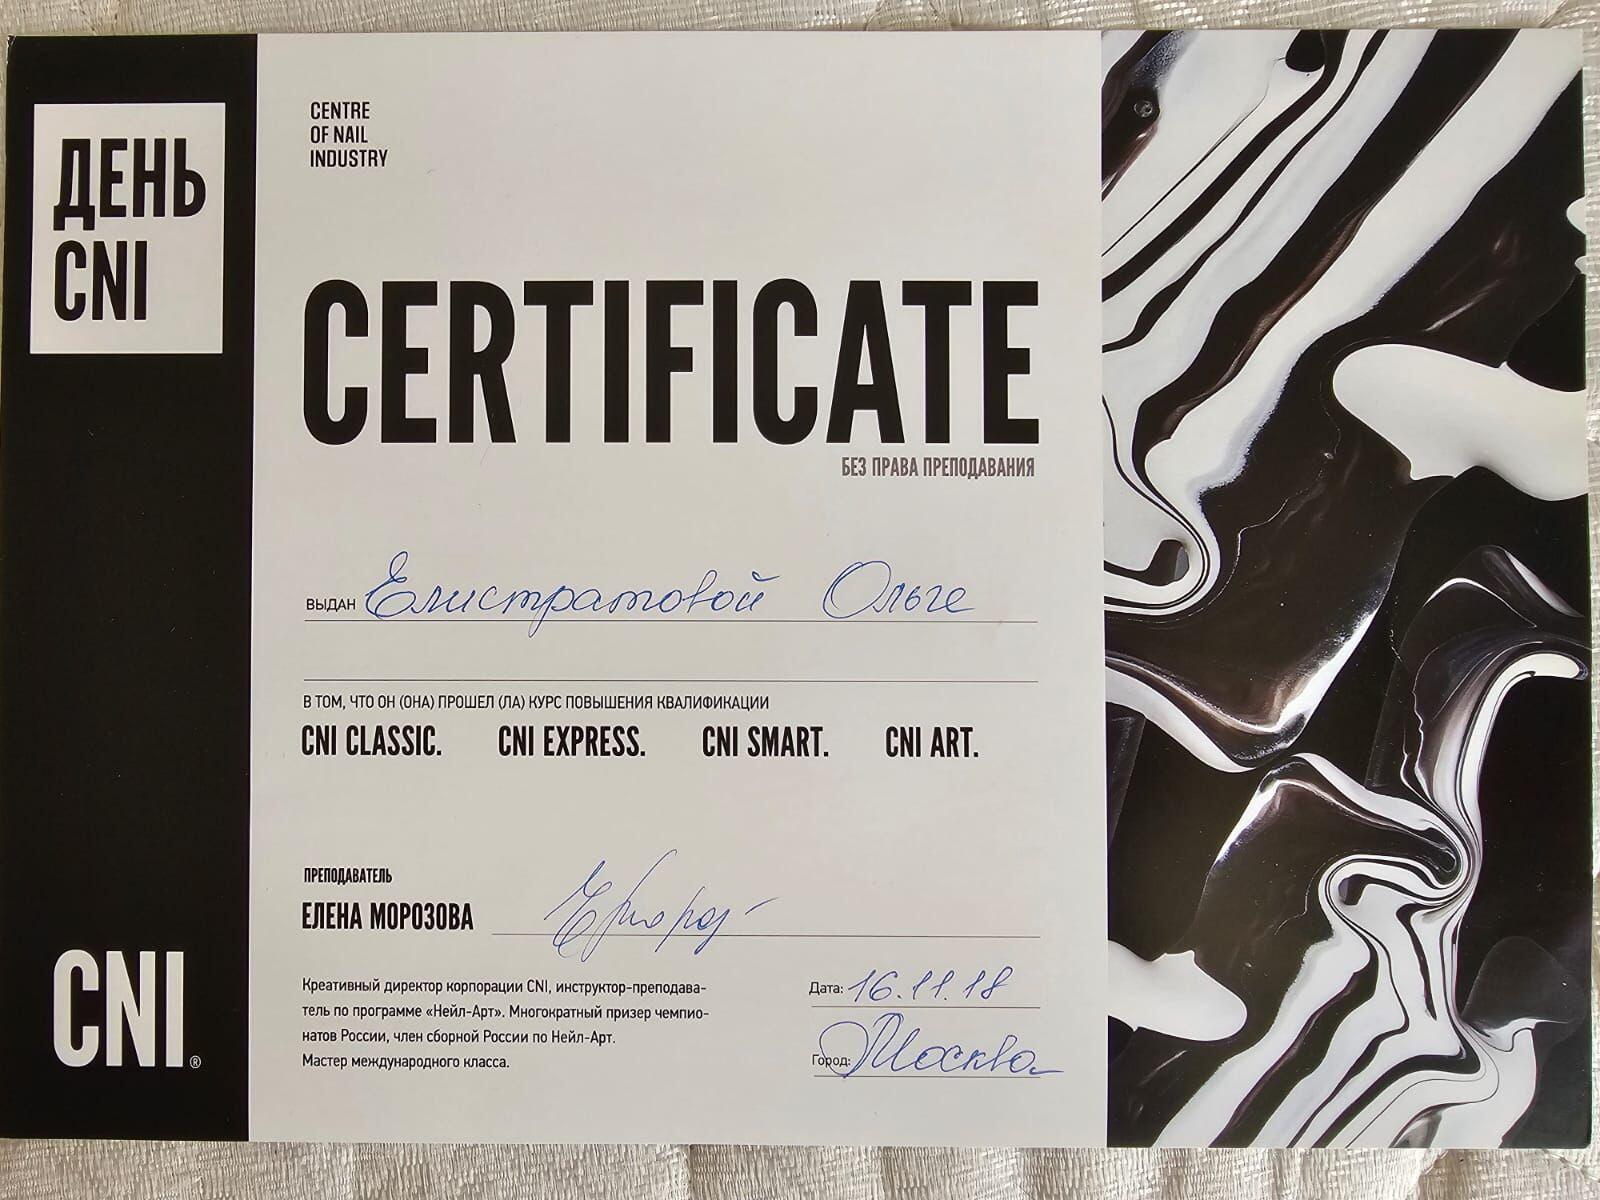 ДЕНЬ
CNI
CENTRE
OF NAIL
INDUSTRY
CERTIFICATE
БЕЗ ПРАВА ПРЕПОДАВАНИЯ
ВЫДАН Елистратовой Ольге
В ТОМ, ЧТО ОН (ОНА) ПРОШЕЛ (ЛА) КУРС ПОВЫШЕНИЯ КВАЛИФИКАЦИИ
CNI CLASSIC. CNI EXPRESS. CNI SMART. CNI ART.
ПРЕПОДАВАТЕЛЬ
ЕЛЕНА МОРОЗОВА
Креативный директор корпорации CNI, инструктор-преподава-
тель по программе «Нейл-Арт». Многократный призер чемпио-
натов России, член сборной России по Нейл-Арт.
Мастер международного класса.
Дата: 16.11.18
Город: Москва
CNI®